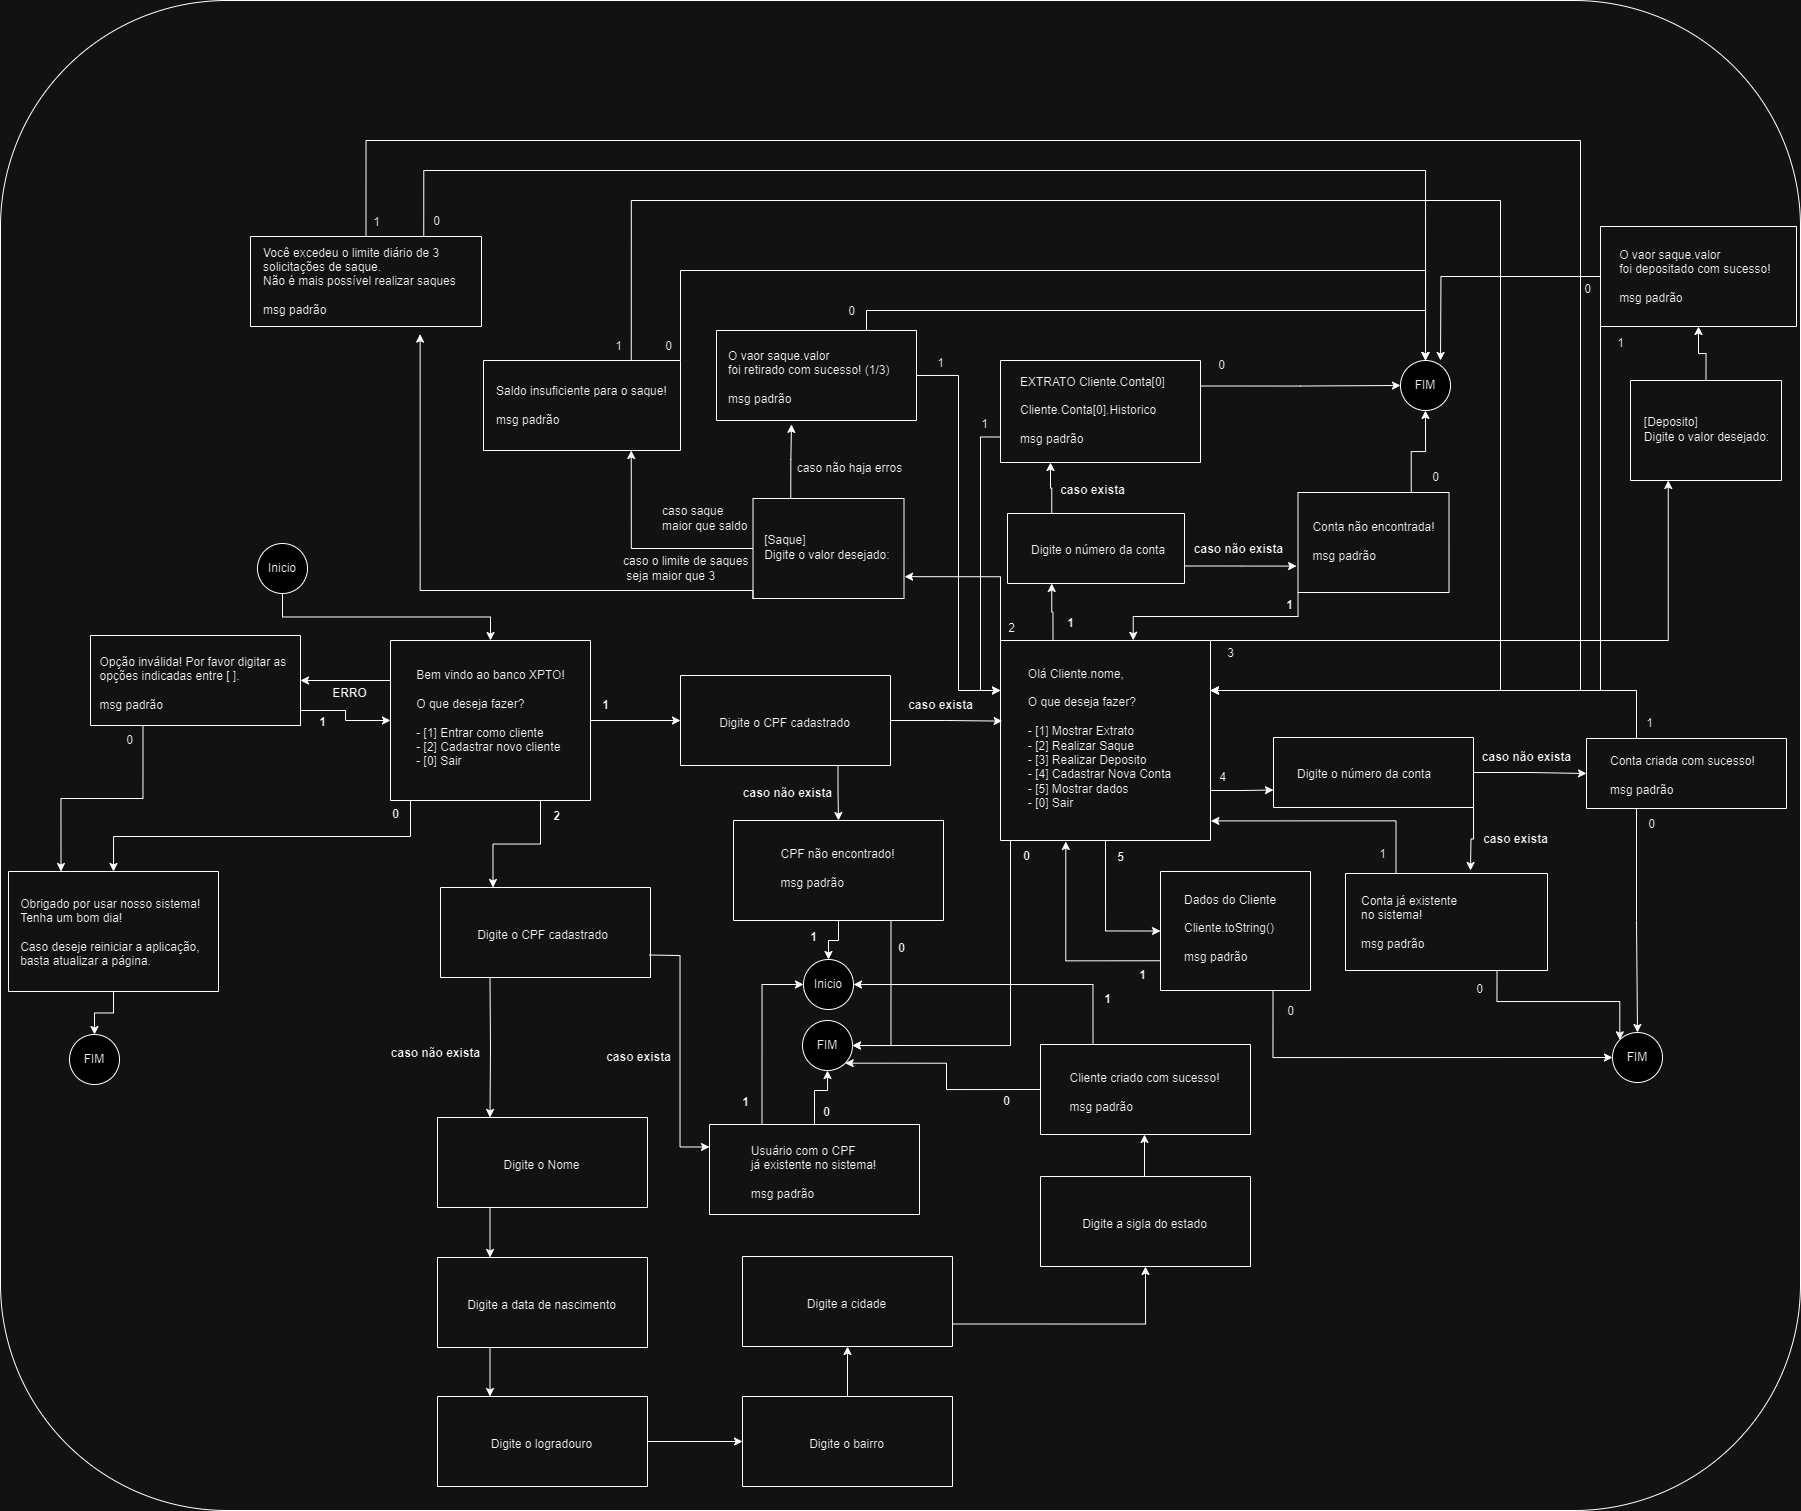 1
0
Você excedeu o limite diário de 3
solicitações de saque.
Não é mais possível realizar saques
msg padrão
O vaor saque.valor
foi depositado com sucesso!
msg padrão
0
1
1
0
Saldo insuficiente para o saque!
msg padrão
0
O vaor saque.valor
foi retirado com sucesso! (1/3)
msg padrão
1
EXTRATO Cliente.Conta[0]
Cliente.Conta[0].Historico
msg padrão
0
1
FIM
[Deposito]
Digite o valor desejado:
caso não haja erros
caso exista
0
caso saque
maior que saldo
caso o limite de saques
seja maior que 3
[Saque]
Digite o valor desejado:
Digite o número da conta
caso não exista
Conta não encontrada!
msg padrão
1
Inicio
2
1
3
Opção inválida! Por favor digitar as
opções indicadas entre [ ].
msg padrão
ERRO
1
0
Bem vindo ao banco XPTO!
O que deseja fazer?
- [1] Entrar como cliente
- [2] Cadastrar novo cliente
- [0] Sair
1
Digite o CPF cadastrado
caso exista
Olá Cliente.nome,
O que deseja fazer?
- [1] Mostrar Extrato
- [2] Realizar Saque
- [3] Realizar Deposito
- [4] Cadastrar Nova Conta
- [5] Mostrar dados
- [0] Sair
4
Digite o número da conta
caso não exista
1
Conta criada com sucesso!
msg padrão
0
caso não exista
0
2
CPF não encontrado!
msg padrão
0
5
caso exista
1
Conta já existente
no sistema!
msg padrão
0
Dados do Cliente
Cliente.toString()
msg padrão
1
0
Obrigado por usar nosso sistema!
Tenha um bom dia!
Caso deseje reiniciar a aplicação,
basta atualizar a página.
FIM
Digite o CPF cadastrado
1
0
Inicio
FIM
1
FIM
caso não exista
caso exista
1
0
0
Cliente criado com sucesso!
msg padrão
Usuário com o CPF
já existente no sistema!
msg padrão
Digite o Nome
Digite a sigla do estado
Digite a data de nascimento
Digite a cidade
Digite o logradouro
Digite o bairro